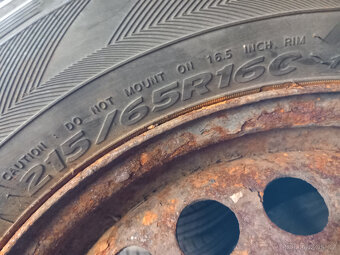 CAUTION : DO NOT MOUNT ON 16.5 INCH RIM
215/65R16C